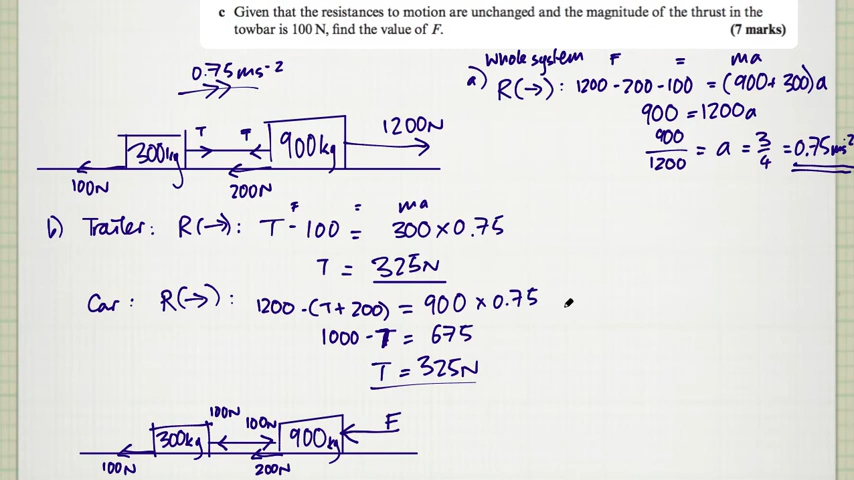 c Given that the resistances to motion are unchanged and the magnitude of the thrust in the
towbar is 100 N, find the value of F. (7 marks)
whole system F = ma
a) R(→): 1200 - 200 - 100 = (900 + 300)a
900 = 1200a
900/1200 = a = 3/4 = 0.75ms⁻²
0.75ms⁻²
300kg T T 900kg 1200N
100N 200N
F = ma
b) Trailer: R(→): T - 100 = 300 × 0.75
T = 325N
Car: R(→): 1200 - (T + 200) = 900 × 0.75
1000 - T = 675
T = 325N
300kg 100N 100N 900kg F
100N 200N